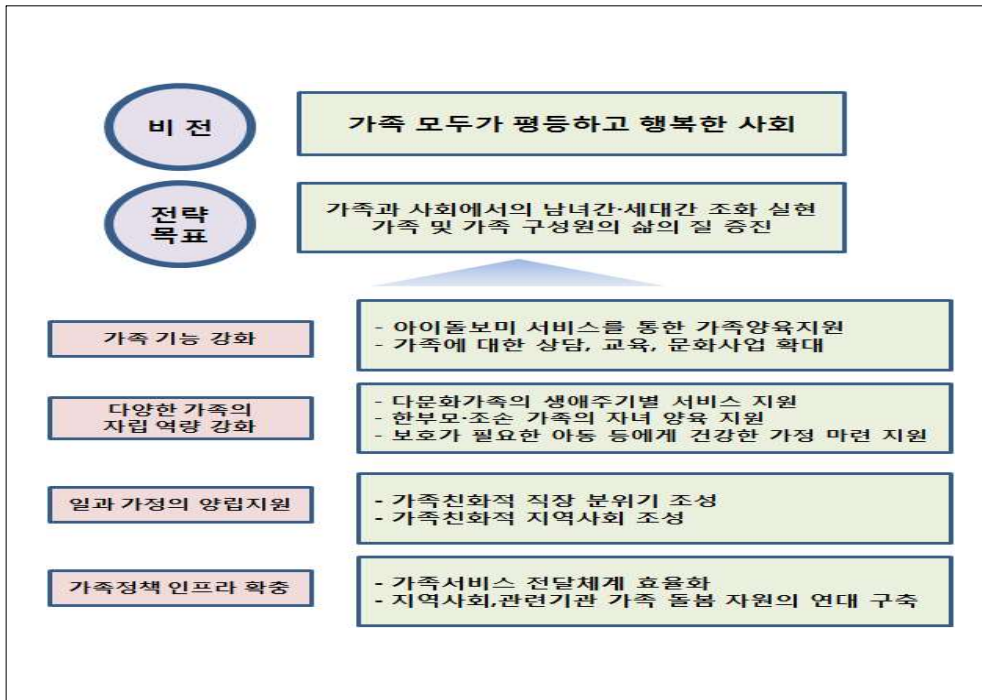 비 전
가족 모두가 평등하고 행복한 사회
전략
목표
가족과 사회에서의 남녀간·세대간 조화 실현
가족 및 가족 구성원의 삶의 질 증진
가족 기능 강화
- 아이돌보미 서비스를 통한 가족양육지원
- 가족에 대한 상담, 교육, 문화사업 확대
다양한 가족의
자립 역량 강화
- 다문화가족의 생애주기별 서비스 지원
- 한부모·조손 가족의 자녀 양육 지원
- 보호가 필요한 아동 등에게 건강한 가정 마련 지원
일과 가정의 양립지원
- 가족친화적 직장 분위기 조성
- 가족친화적 지역사회 조성
가족정책 인프라 확충
- 가족서비스 전달체계 효율화
- 지역사회,관련기관 가족 돌봄 자원의 연대 구축